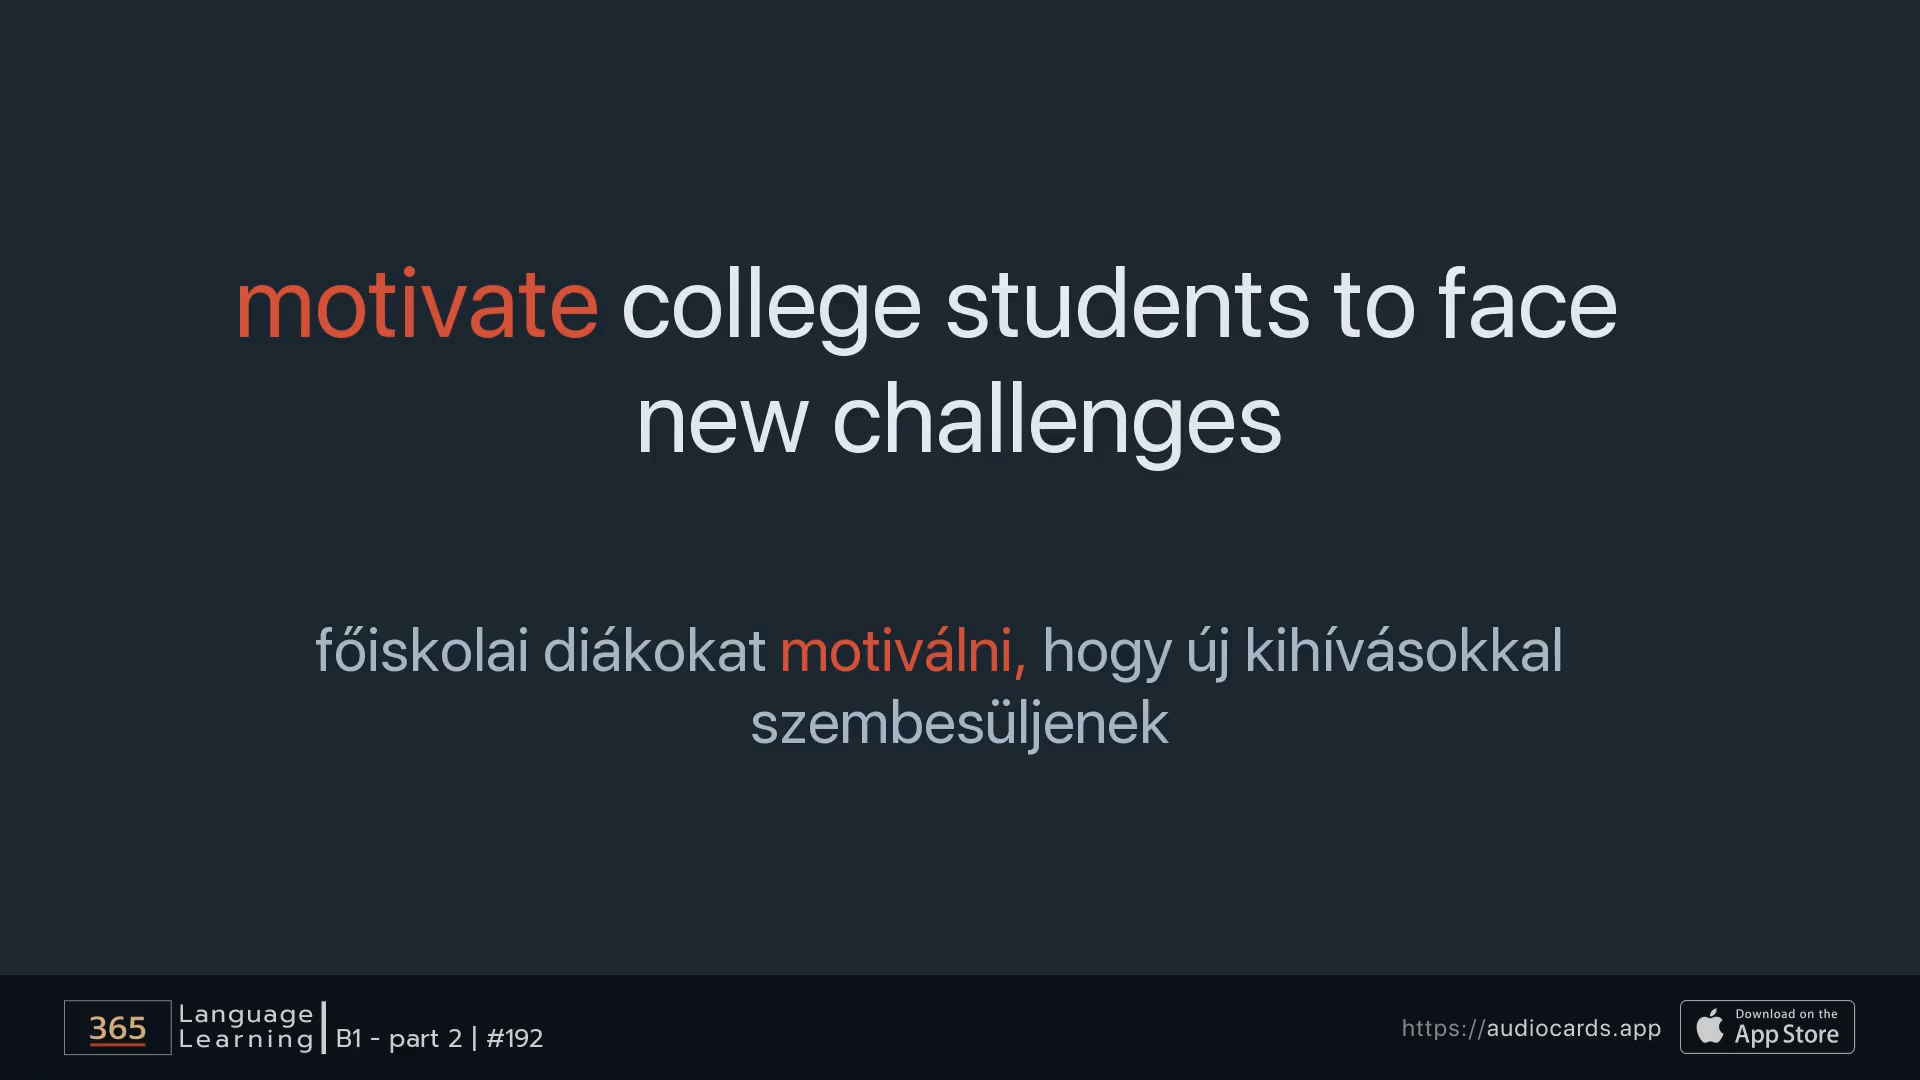 motivate college students to face
new challenges
főiskolai diákokat motiválni, hogy új kihívásokkal
szembesüljenek
365
Language
Learning
B1 - part 2 | #192
https://audiocards.app
Download on the
App Store